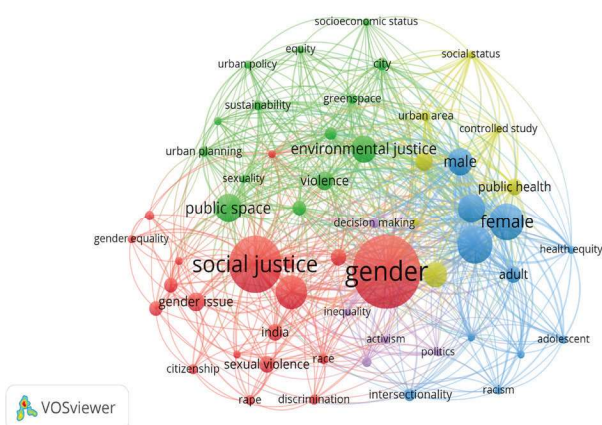 socioeconomic status
equity
social status
urban policy
city
sustainability
greenspace
urban area
controlled study
urban planning
environmental justice
male
sexuality
violence
public health
public space
decision making
female
gender equality
health equity
social justice
gender
adult
gender issue
inequality
india
activism
adolescent
politics
citizenship
sexual violence
race
intersectionality
racism
rape
discrimination
VOSviewer